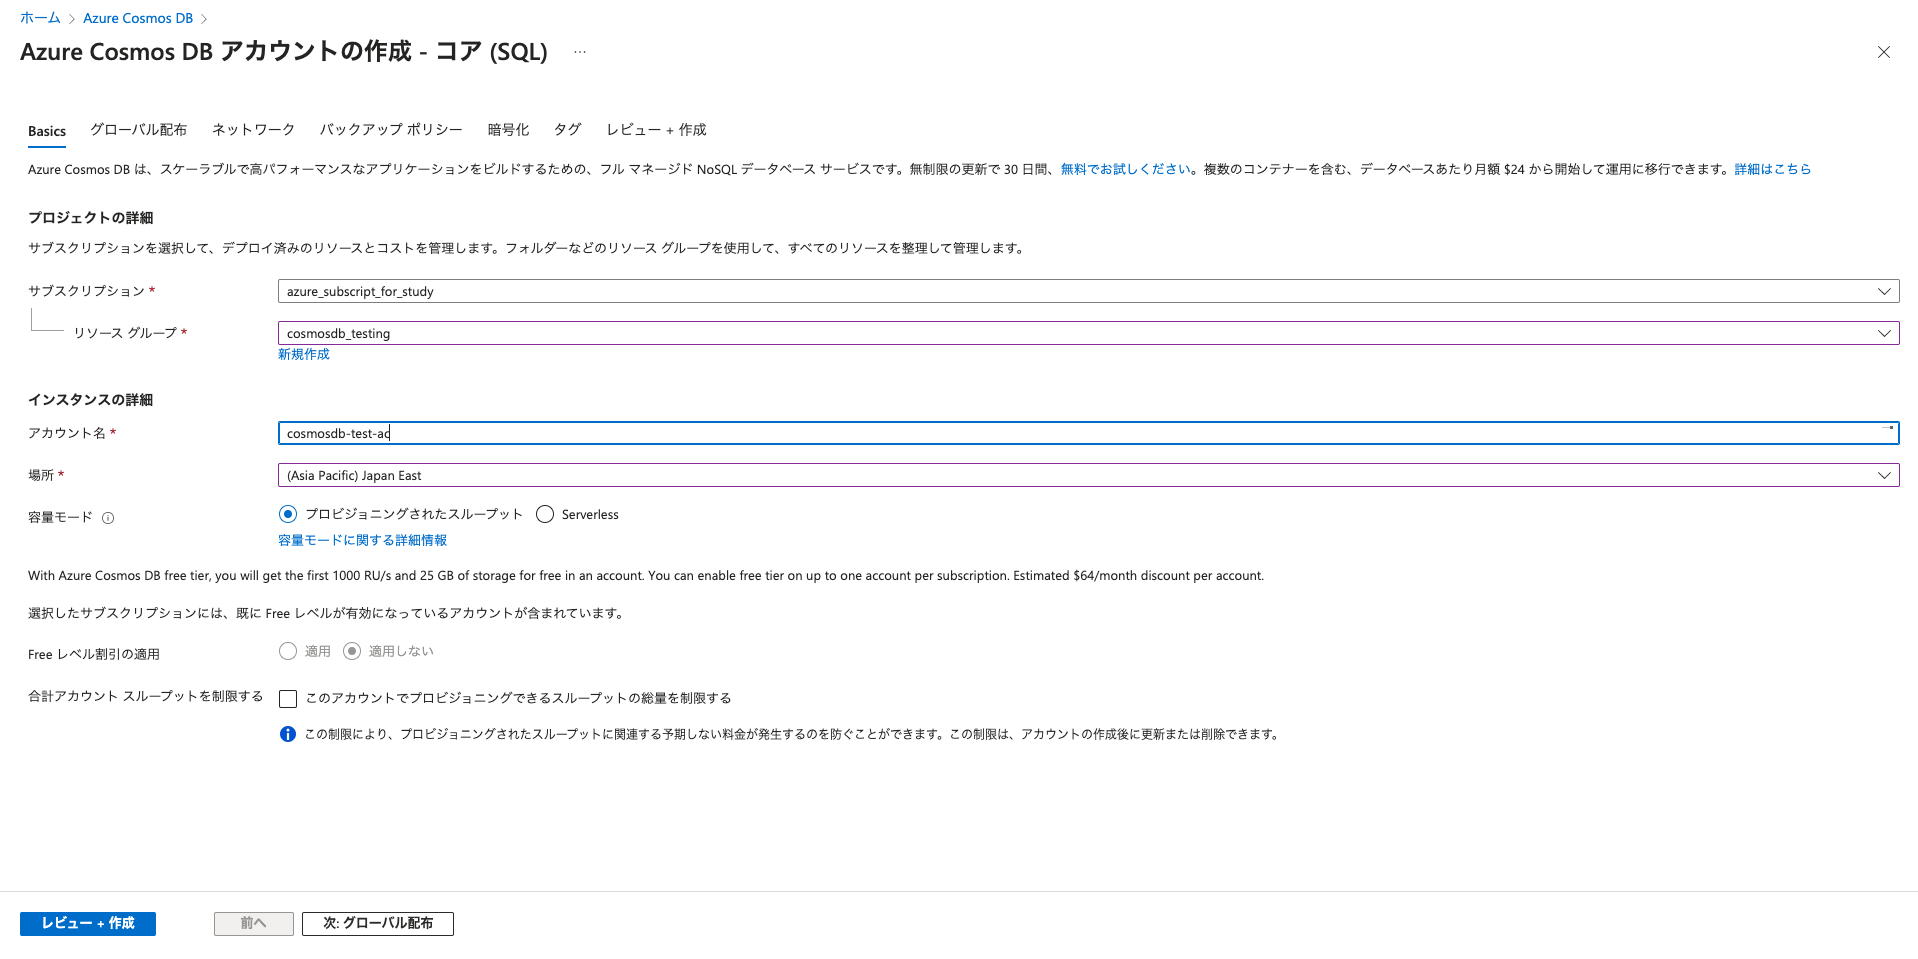 ホーム > Azure Cosmos DB >
Azure Cosmos DB アカウントの作成 - コア (SQL) ...
Basics グローバル配布 ネットワーク バックアップ ポリシー 暗号化 タグ レビュー + 作成
Azure Cosmos DB は、スケーラブルで高パフォーマンスなアプリケーションをビルドするための、フル マネージド NoSQL データベース サービスです。無制限の更新で 30 日間、無料でお試しください。複数のコンテナーを含む、データベースあたり月額 $24 から開始して運用に移行できます。詳細はこちら
プロジェクトの詳細
サブスクリプションを選択して、デプロイ済みのリソースとコストを管理します。フォルダーなどのリソース グループを使用して、すべてのリソースを整理して管理します。
サブスクリプション * azure_subscript_for_study
リソース グループ * cosmosdb_testing
新規作成
インスタンスの詳細
アカウント名 * cosmosdb-test-ac
場所 * (Asia Pacific) Japan East
容量モード プロビジョニングされたスループット Serverless
容量モードに関する詳細情報
With Azure Cosmos DB free tier, you will get the first 1000 RU/s and 25 GB of storage for free in an account. You can enable free tier on up to one account per subscription. Estimated $64/month discount per account.
選択したサブスクリプションには、既に Free レベルが有効になっているアカウントが含まれています。
Free レベル割引の適用 適用 適用しない
合計アカウント スループットを制限する このアカウントでプロビジョニングできるスループットの総量を制限する
この制限により、プロビジョニングされたスループットに関連する予期しない料金が発生するのを防ぐことができます。この制限は、アカウントの作成後に更新または削除できます。
レビュー + 作成 前へ 次: グローバル配布